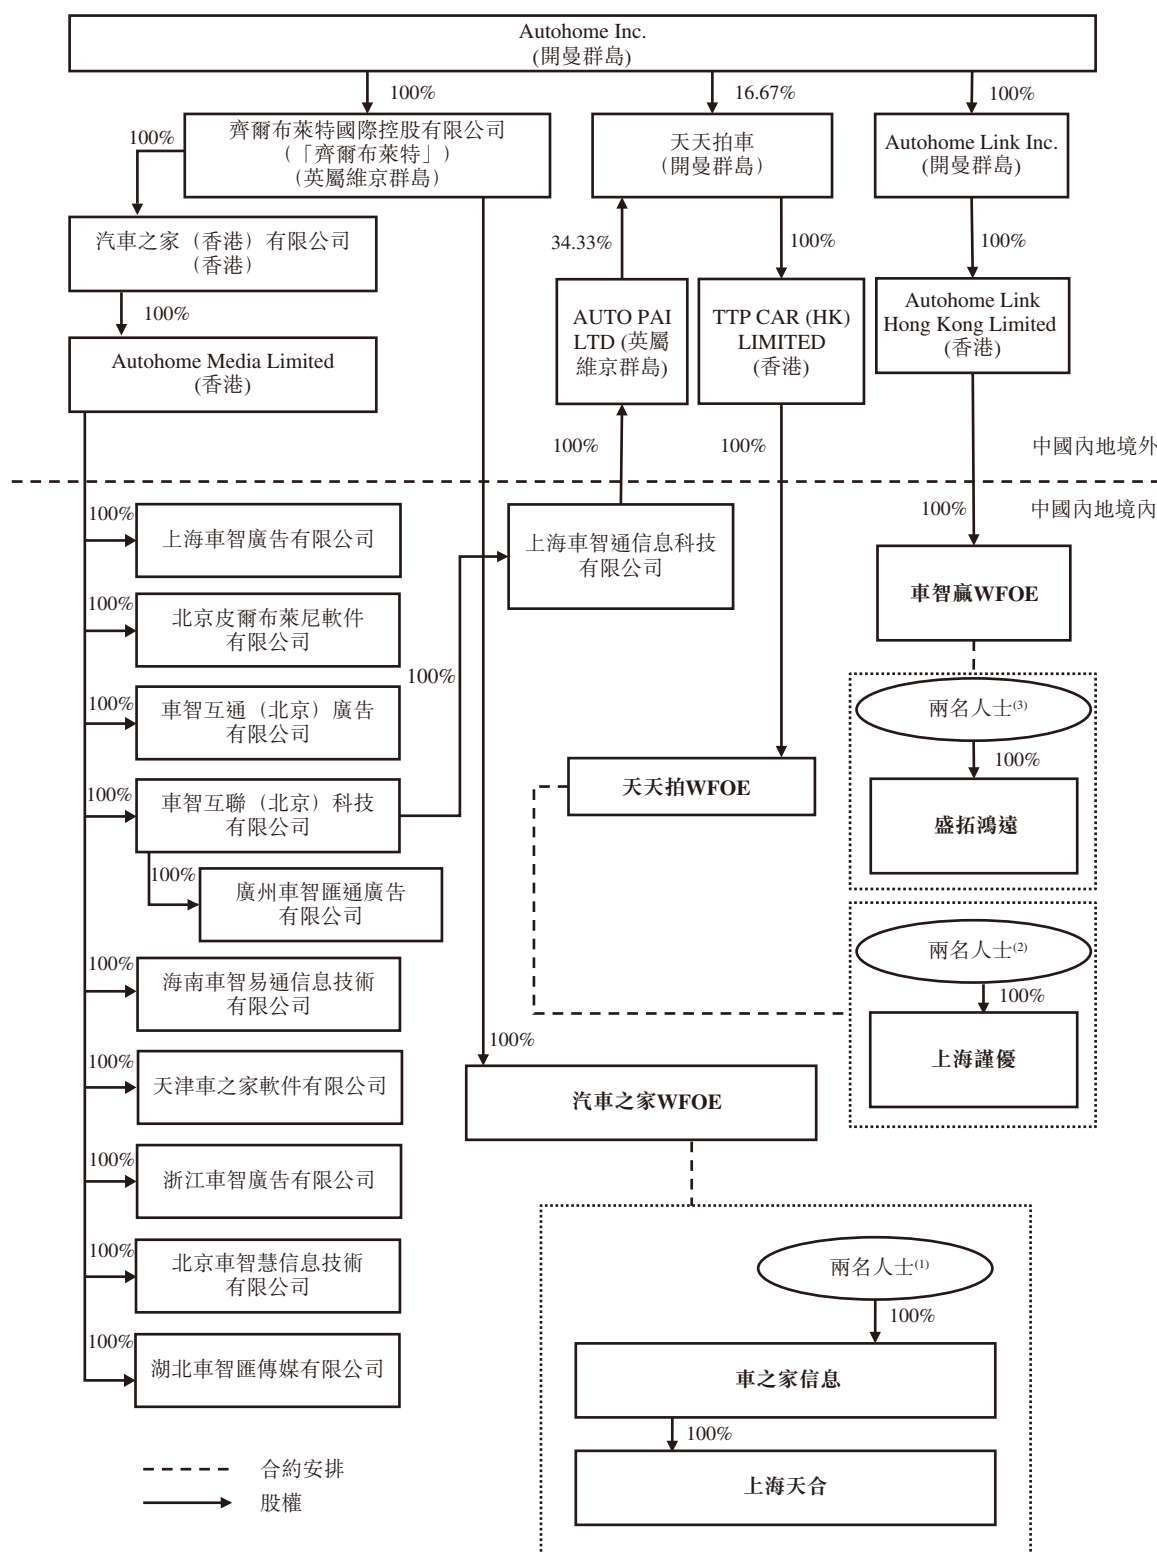 Autohome Inc.
(開曼群島)
100%
16.67%
100%
100%
齊爾布萊特國際控股有限公司
(「齊爾布萊特」)
(英屬維京群島)
天天拍車
(開曼群島)
Autohome Link Inc.
(開曼群島)
汽車之家（香港）有限公司
(香港)
34.33%
100%
100%
100%
Autohome Media Limited
(香港)
AUTO PAI
LTD (英屬
維京群島)
TTP CAR (HK)
LIMITED
(香港)
Autohome Link
Hong Kong Limited
(香港)
100%
100%
中國內地境外
中國內地境內
100%
100%
上海車智廣告有限公司
上海車智通信息科技
有限公司
車智贏WFOE
100%
北京皮爾布萊尼軟件
有限公司
100%
100%
車智互通（北京）廣告
有限公司
兩名人士(3)
100%
天天拍WFOE
盛拓鴻遠
100%
車智互聯（北京）科技
有限公司
100%
廣州車智匯通廣告
有限公司
兩名人士(2)
100%
上海謹優
100%
海南車智易通信息技術
有限公司
100%
汽車之家WFOE
100%
天津車之家軟件有限公司
100%
浙江車智廣告有限公司
100%
北京車智慧信息技術
有限公司
兩名人士(1)
100%
100%
湖北車智匯傳媒有限公司
車之家信息
100%
上海天合
合約安排
股權